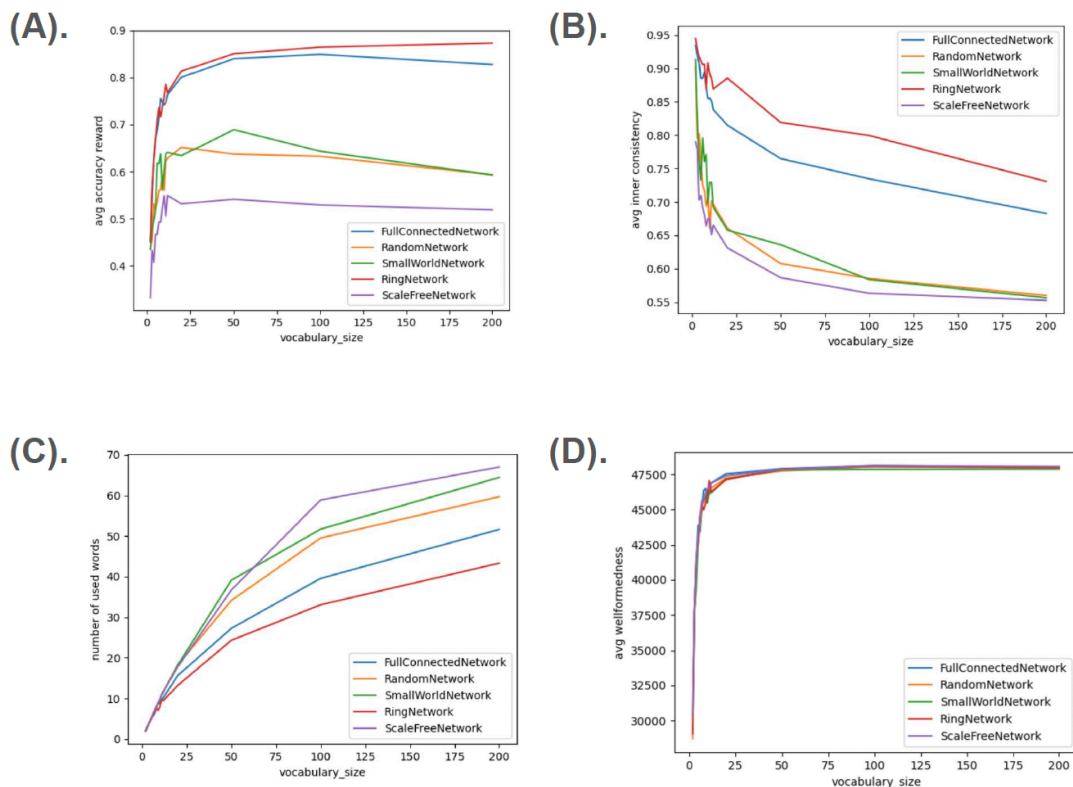 (A).
0.9
0.8
0.7
0.6
0.5
0.4
avg accuracy reward
FullConnectedNetwork
RandomNetwork
SmallWorldNetwork
RingNetwork
ScaleFreeNetwork
0 25 50 75 100 125 150 175 200
vocabulary_size
(B).
0.95
0.90
0.85
0.80
0.75
0.70
0.65
0.60
0.55
avg inner consistency
FullConnectedNetwork
RandomNetwork
SmallWorldNetwork
RingNetwork
ScaleFreeNetwork
0 25 50 75 100 125 150 175 200
vocabulary_size
(C).
70
60
50
40
30
20
10
0
number of used words
FullConnectedNetwork
RandomNetwork
SmallWorldNetwork
RingNetwork
ScaleFreeNetwork
0 25 50 75 100 125 150 175 200
vocabulary_size
(D).
47500
45000
42500
40000
37500
35000
32500
30000
avg wellformedness
FullConnectedNetwork
RandomNetwork
SmallWorldNetwork
RingNetwork
ScaleFreeNetwork
0 25 50 75 100 125 150 175 200
vocabulary_size